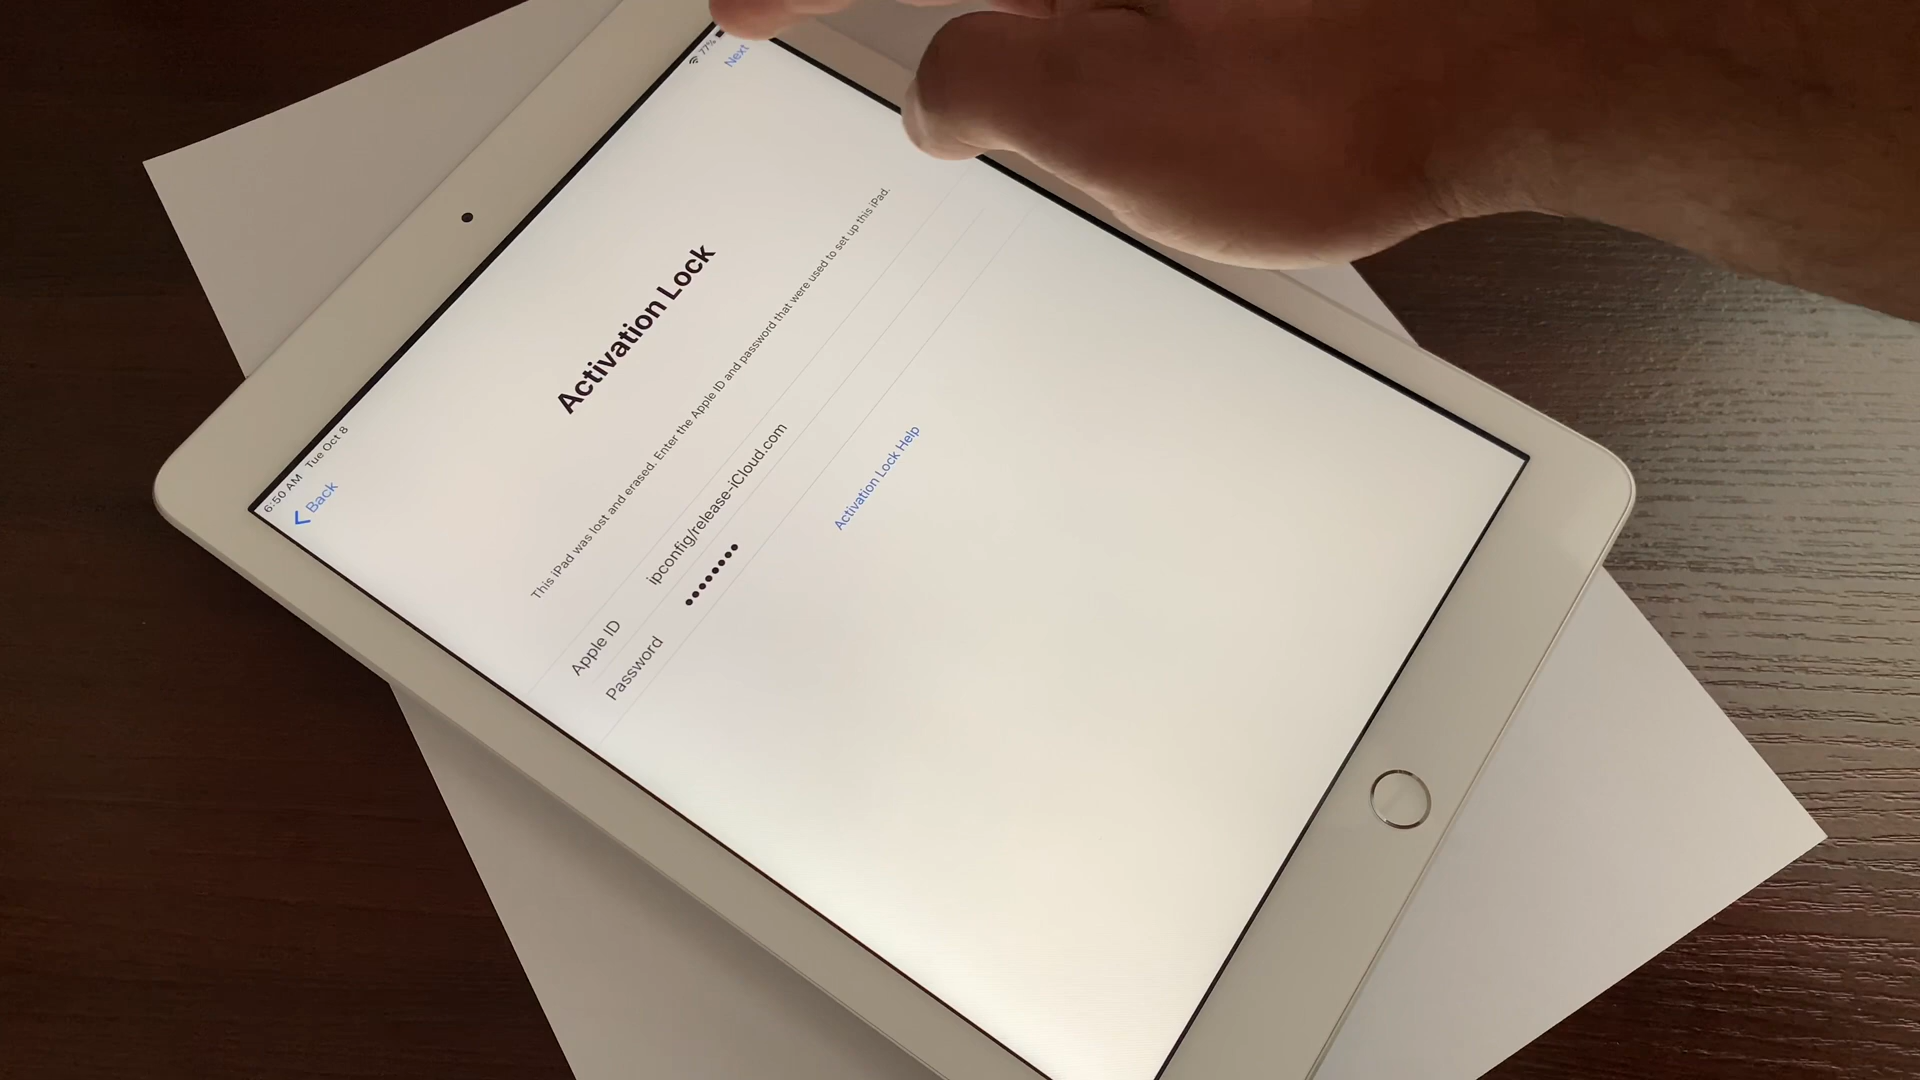 6:50 AM Tue Oct 8
77%
Back
Next
Activation Lock
This iPad was lost and erased. Enter the Apple ID and password that were used to set up this iPad.
Apple ID ipconfig/release-iCloud.com
Password ●●●●●●●●
Activation Lock Help